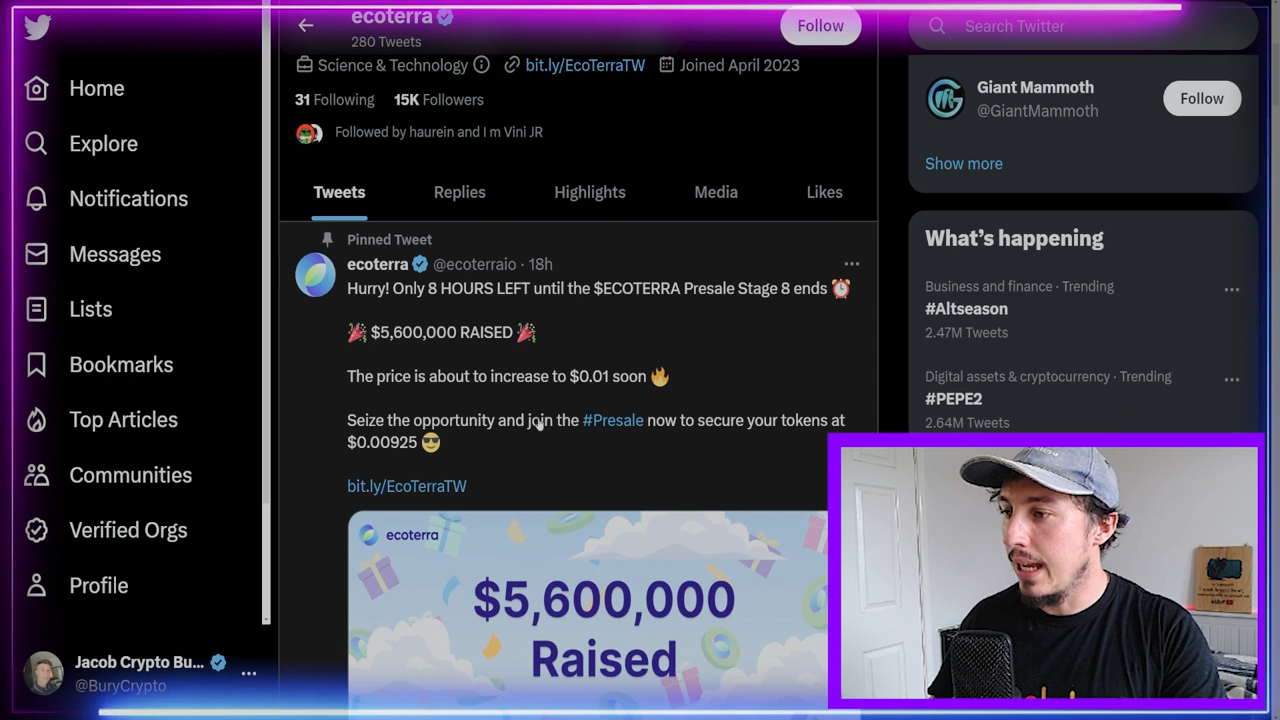 ecoterra
280 Tweets
Follow
Search Twitter
Science & Technology
bit.ly/EcoTerraTW
Joined April 2023
31 Following
15K Followers
Followed by haurein and I m Vini JR
Tweets
Replies
Highlights
Media
Likes
Home
Explore
Notifications
Messages
Lists
Bookmarks
Top Articles
Communities
Verified Orgs
Profile
Jacob Crypto Bu...
@BuryCrypto
Pinned Tweet
ecoterra @ecoterraio · 18h
Hurry! Only 8 HOURS LEFT until the $ECOTERRA Presale Stage 8 ends ⏰
🎉 $5,600,000 RAISED 🎉
The price is about to increase to $0.01 soon 🔥
Seize the opportunity and join the #Presale now to secure your tokens at
$0.00925 😎
bit.ly/EcoTerraTW
ecoterra
$5,600,000
Raised
Giant Mammoth
@GiantMammoth
Follow
Show more
What's happening
Business and finance · Trending
#Altseason
2.47M Tweets
Digital assets & cryptocurrency · Trending
#PEPE2
2.64M Tweets